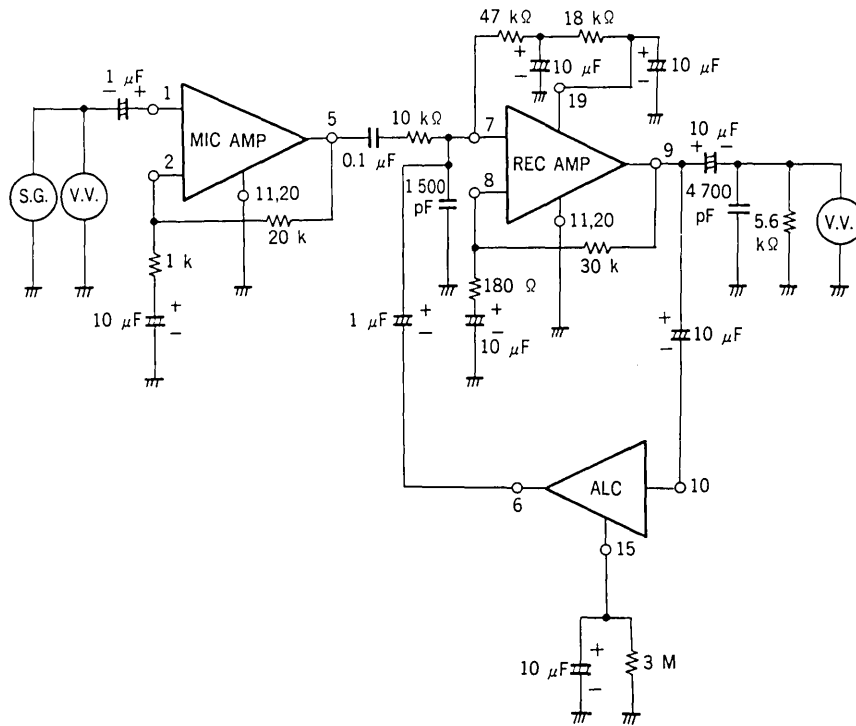 47 kΩ
18 kΩ
+
−
10 µF
+
−
10 µF
19
1 µF
− +
1
MIC AMP
5
10 kΩ
0.1 µF
7
REC AMP
9
10 µF
+ −
2
S.G.
V.V.
11,20
20 k
1 500
pF
8
11,20
30 k
4 700
pF
5.6
kΩ
V.V.
1 k
10 µF
+
−
1 µF
+
−
180 Ω
+
−
10 µF
+
−
10 µF
ALC
6
10
15
10 µF
+
−
3 M